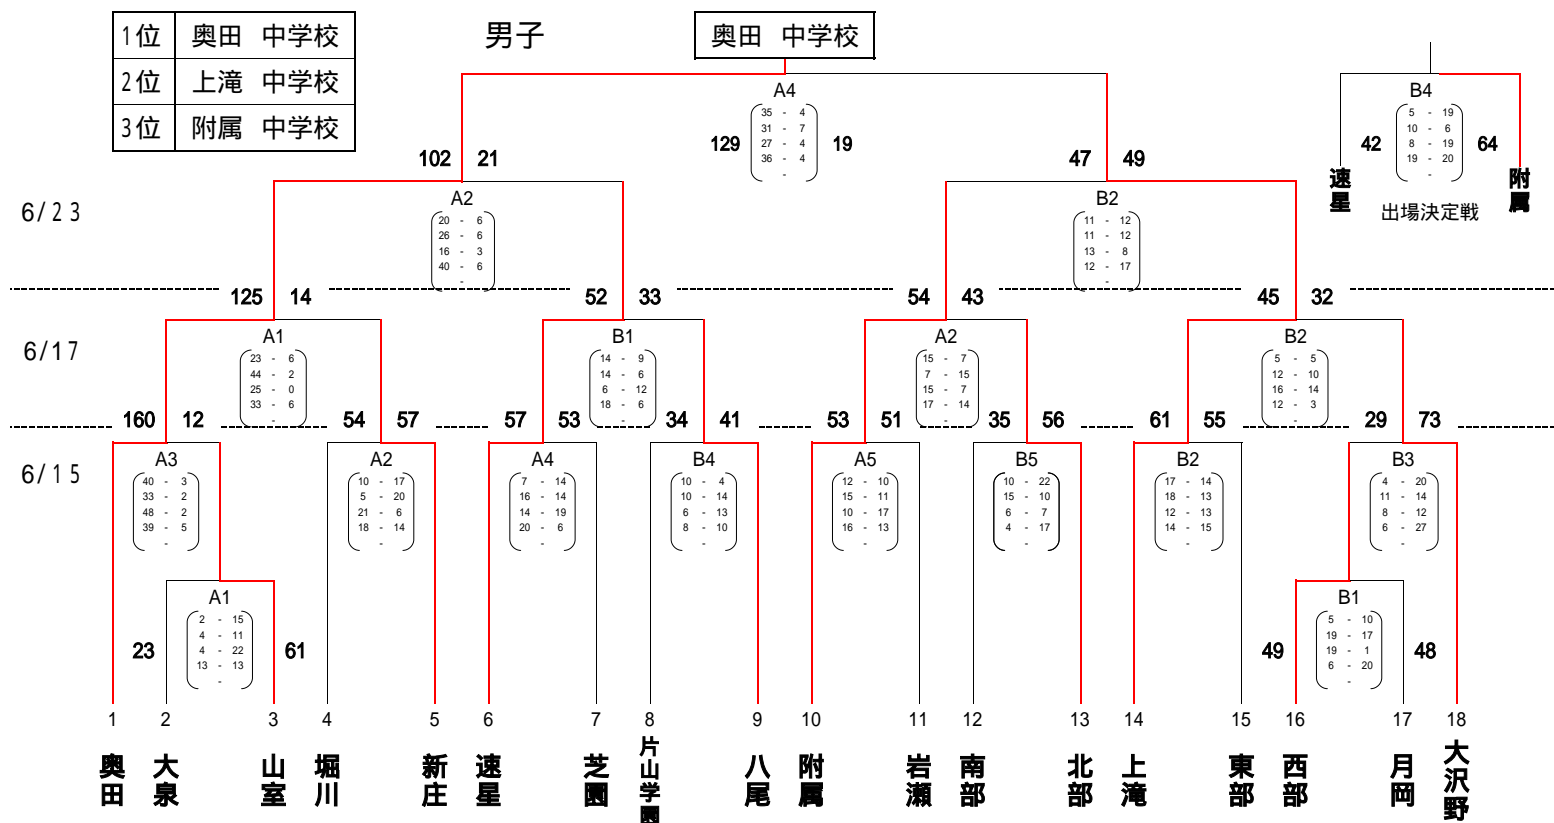 1位 奥田 中学校
2位 上滝 中学校
3位 附属 中学校
男子
奥田 中学校
A4
35 - 4
31 - 7
27 - 4
36 - 4
-
129 19
B4
5 - 19
10 - 6
8 - 19
19 - 20
-
42 64
速星
附属
出場決定戦
6/23
102 21
A2
20 - 6
26 - 6
16 - 3
40 - 6
-
47 49
B2
11 - 12
11 - 12
13 - 8
12 - 17
-
6/17
125 14
A1
23 - 6
44 - 2
25 - 0
33 - 6
-
52 33
B1
14 - 9
14 - 6
6 - 12
18 - 6
-
54 43
A2
15 - 7
7 - 15
15 - 7
17 - 14
-
45 32
B2
5 - 5
12 - 10
16 - 14
12 - 3
-
6/15
160 12
A3
40 - 3
33 - 2
48 - 2
39 - 5
-
54 57
A2
10 - 17
5 - 20
21 - 6
18 - 14
-
57 53
A4
7 - 14
16 - 14
14 - 19
20 - 6
-
34 41
B4
10 - 4
10 - 14
6 - 13
8 - 10
-
53 51
A5
12 - 10
15 - 11
10 - 17
16 - 13
-
35 56
B5
10 - 22
15 - 10
6 - 7
4 - 17
-
61 55
B2
17 - 14
18 - 13
12 - 13
14 - 15
-
29 73
B3
4 - 20
11 - 14
8 - 12
6 - 27
-
A1
2 - 15
4 - 11
4 - 22
13 - 13
-
23 61
B1
5 - 10
19 - 17
19 - 1
6 - 20
-
49 48
1 2 3 4 5 6 7 8 9 10 11 12 13 14 15 16 17 18
奥田
大泉
山室
堀川
新庄
速星
芝園
片山学園
八尾
附属
岩瀬
南部
北部
上滝
東部
西部
月岡
大沢野